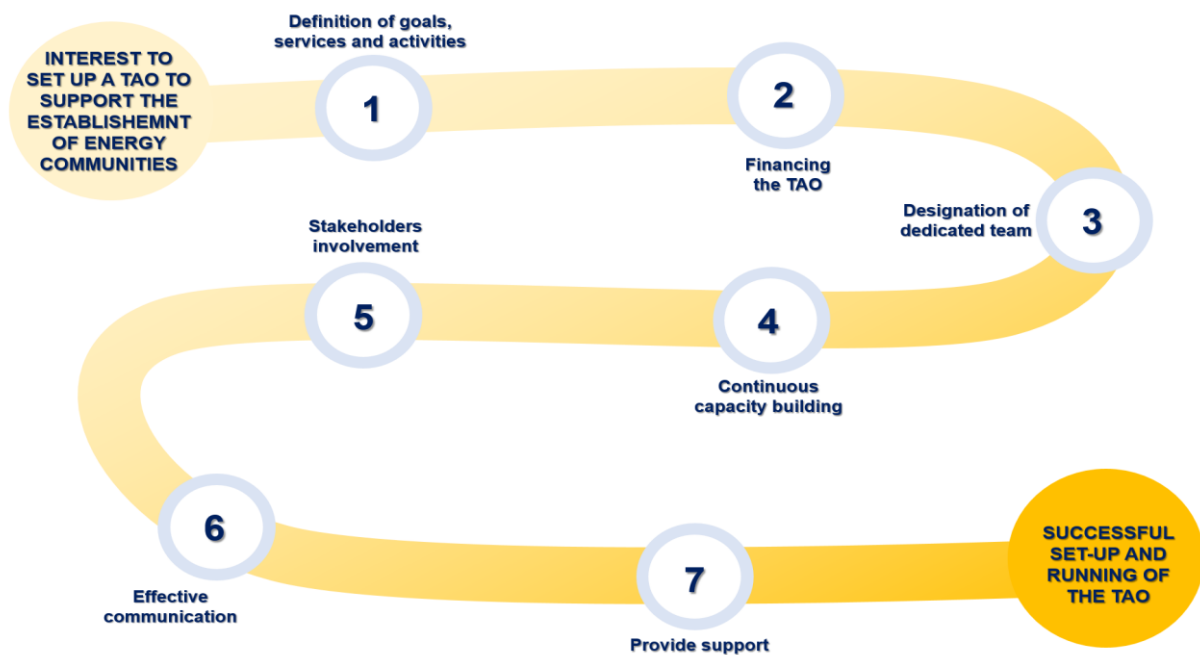 INTEREST TO
SET UP A TAO TO
SUPPORT THE
ESTABLISHEMNT
OF ENERGY
COMMUNITIES
Definition of goals,
services and activities
1
2
Financing
the TAO
Designation of
dedicated team
3
Continuous
capacity building
4
Stakeholders
involvement
5
6
Effective
communication
7
Provide support
SUCCESSFUL
SET-UP AND
RUNNING OF
THE TAO